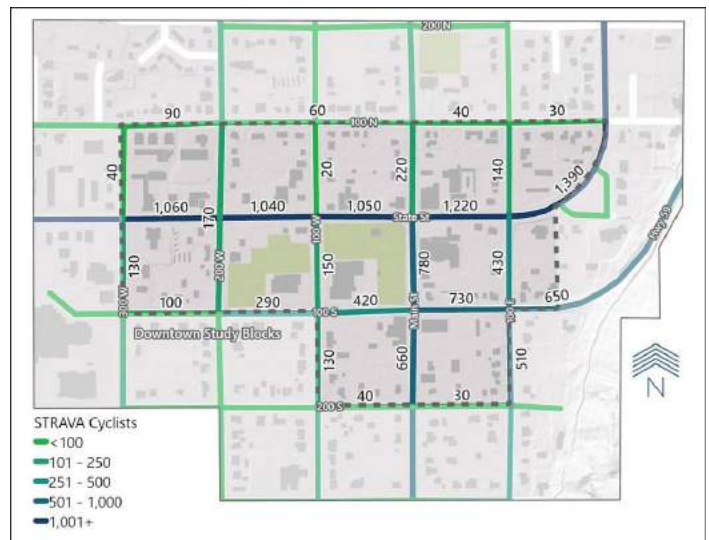 200 N
90
60
40
30
100 N
40
20
220
140
1,390
1,060
1,040
1,050
1,220
State St
170
Hwy 89
130
200 W
100 W
150
780
430
300 W
100
290
100 S
420
Main St
730
100 E
650
Downtown Study Blocks
130
660
510
40
30
200 S
N
STRAVA Cyclists
<100
101 - 250
251 - 500
501 - 1,000
1,001+